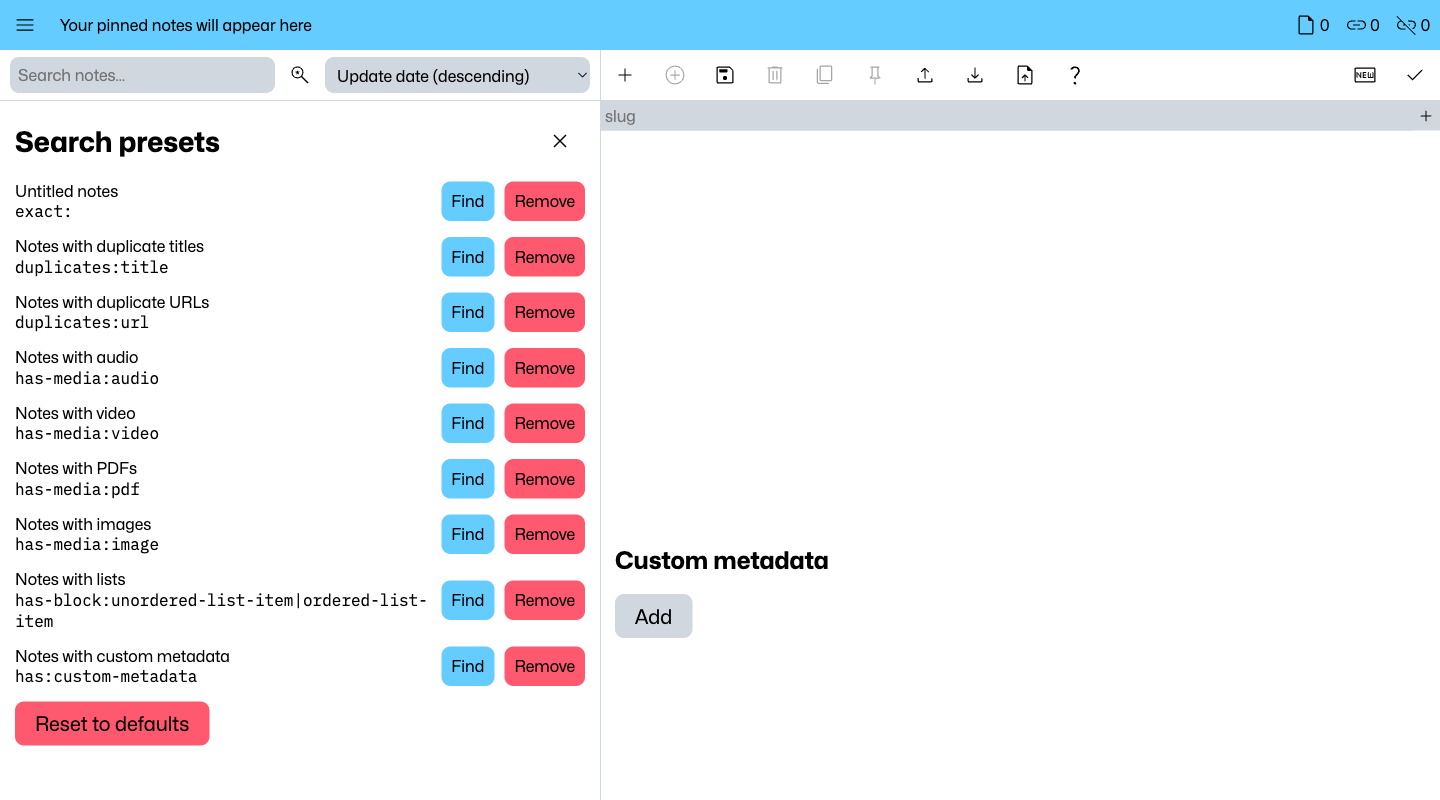 Your pinned notes will appear here
0
0
0
Search notes...
Update date (descending)
NEW
slug
Search presets
Untitled notes
exact:
Find
Remove
Notes with duplicate titles
duplicates:title
Find
Remove
Notes with duplicate URLs
duplicates:url
Find
Remove
Notes with audio
has-media:audio
Find
Remove
Notes with video
has-media:video
Find
Remove
Notes with PDFs
has-media:pdf
Find
Remove
Notes with images
has-media:image
Find
Remove
Notes with lists
has-block:unordered-list-item|ordered-list-
item
Find
Remove
Notes with custom metadata
has:custom-metadata
Find
Remove
Reset to defaults
Custom metadata
Add